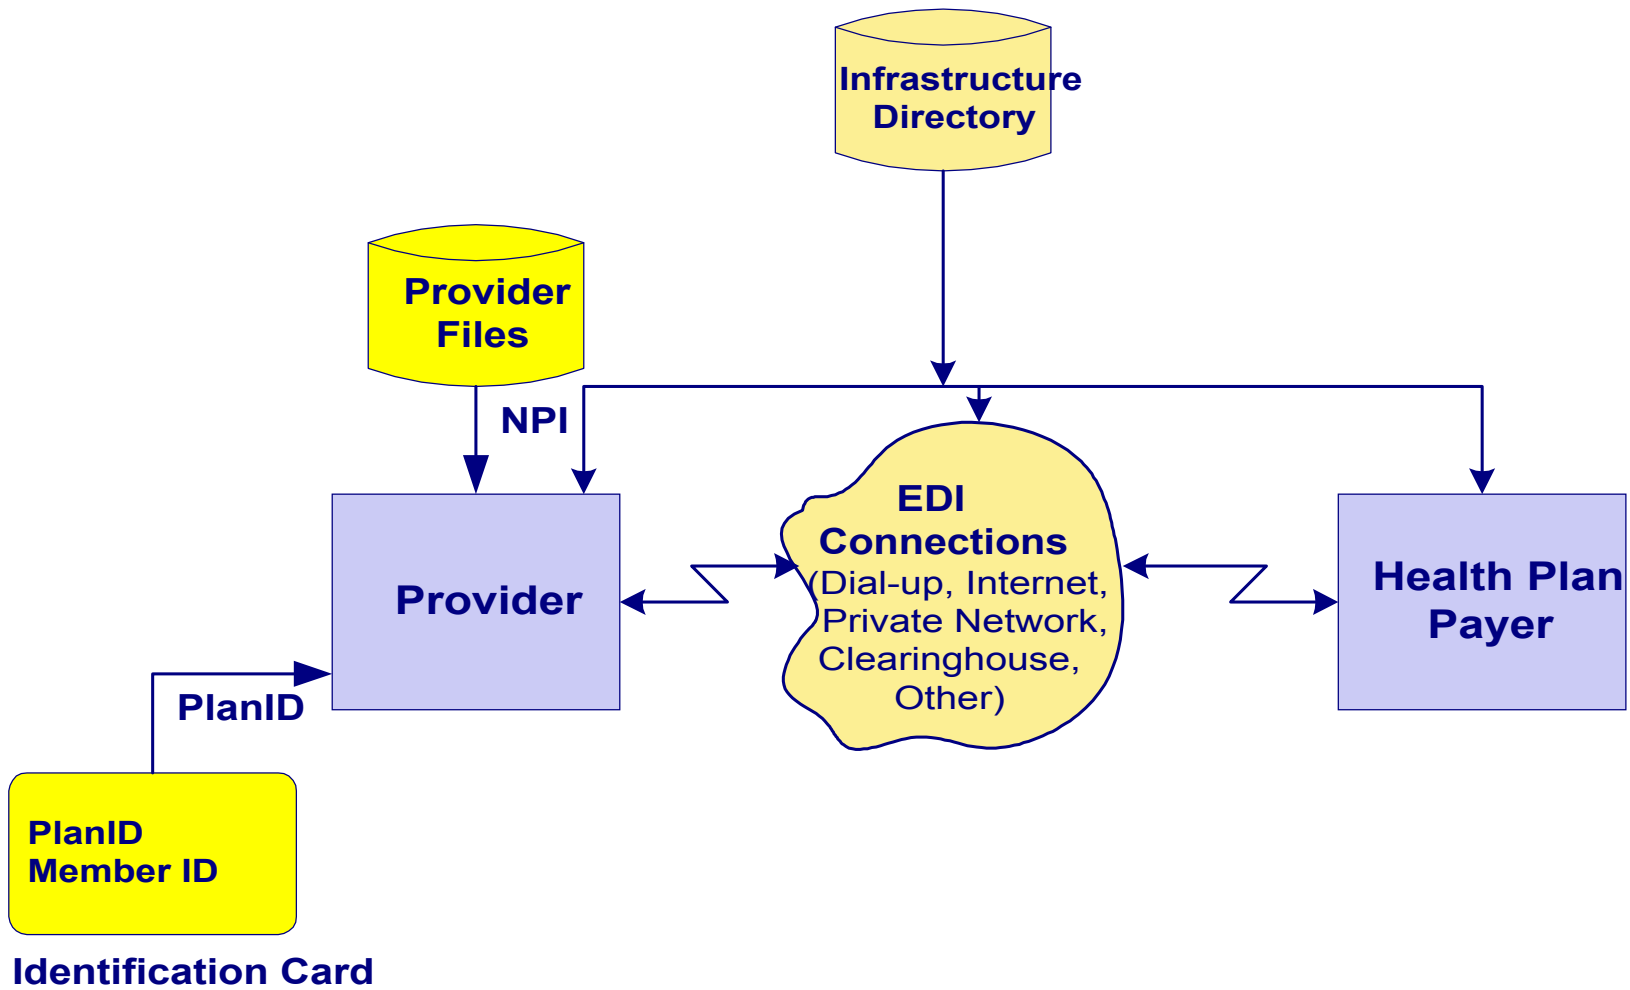 Infrastructure
Directory
Provider
Files
NPI
EDI
Connections
(Dial-up, Internet,
Private Network,
Clearinghouse,
Other)
Provider
Health Plan
Payer
PlanID
PlanID
Member ID
Identification Card